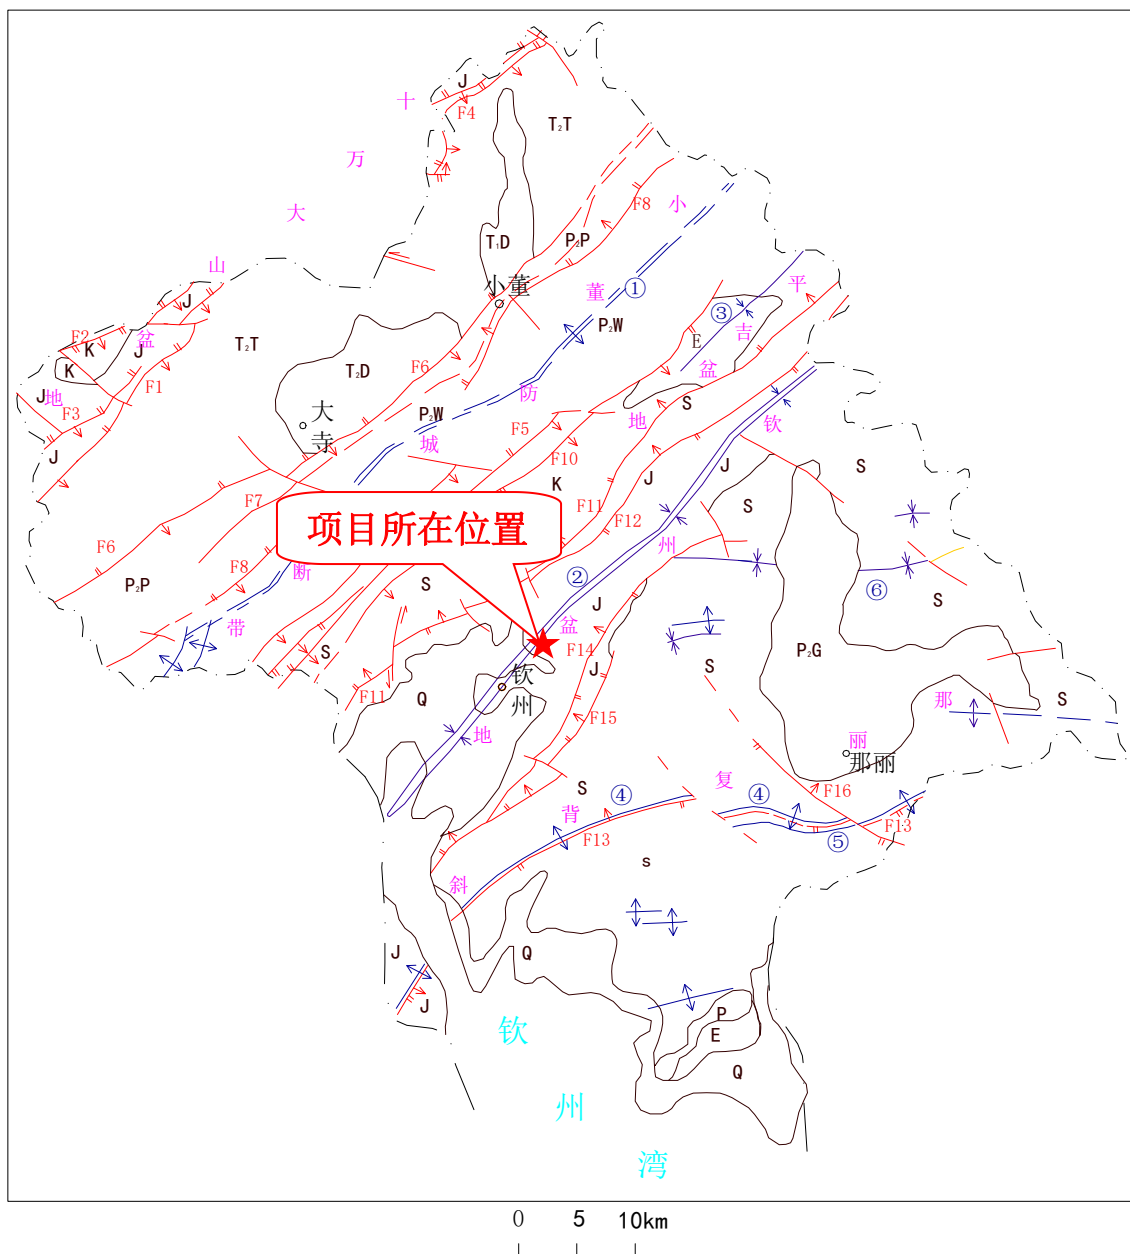 J
F4
十
T₂T
万
F8
小
大
T₁D
P₂P
山
小董
①
平
董
J
③
吉
P₂W
F2
盆
K
J
E
T₂T
盆
K
T₂D
F6
F1
J
地
防
S
F3
大寺
P₂W
地
钦
F5
城
J
F10
J
S
K
J
F7
F11
S
F12
项目所在位置
州
F6
②
F8
断
⑥
P₂P
S
J
S
带
盆
S
F14
P₂G
J
S
钦州
F11
Q
那
S
F15
地
丽
那丽
复
S
④
④
F16
背
F13
F13
⑤
s
斜
J
Q
J
P
钦
E
Q
州
湾
0 5 10km